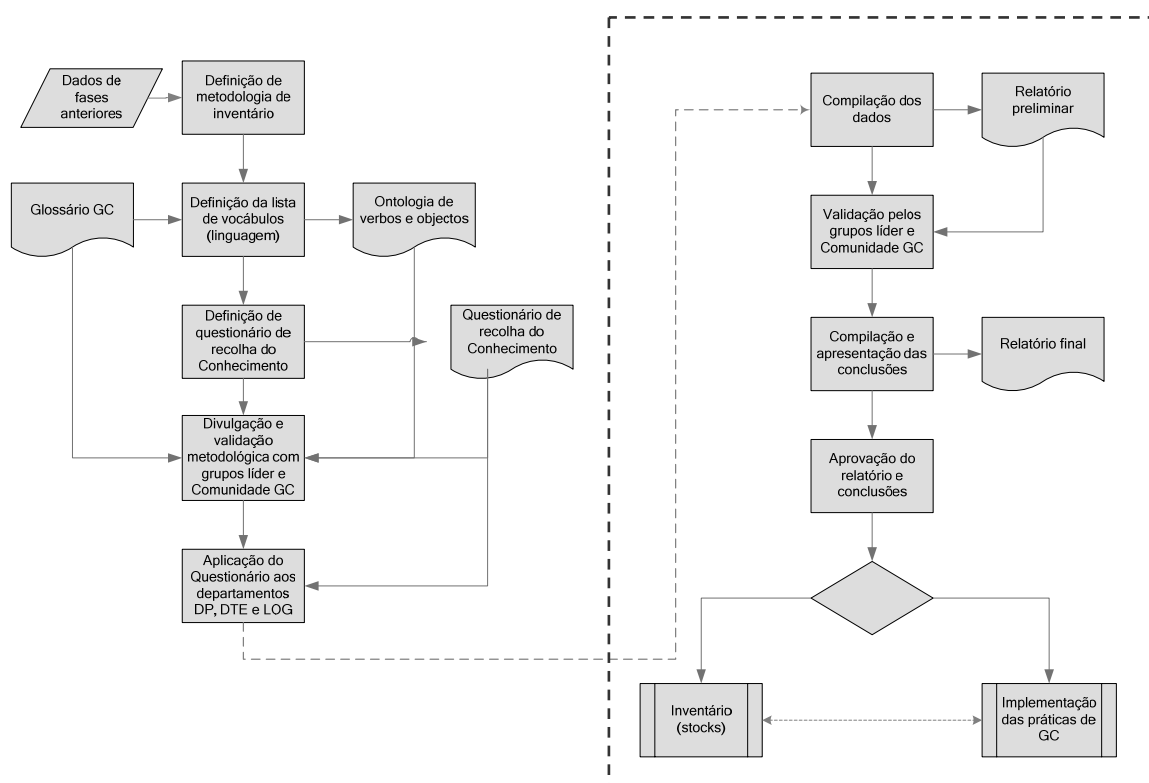 Dados de
fases
anteriores
Definição de
metodologia de
inventário
Glossário GC
Definição da lista
de vocábulos
(linguagem)
Ontologia de
verbos e objectos
Definição de
questionário de
recolha do
Conhecimento
Questionário de
recolha do
Conhecimento
Divulgação e
validação
metodológica com
grupos líder e
Comunidade GC
Aplicação do
Questionário aos
departamentos
DP, DTE e LOG
Compilação dos
dados
Relatório
preliminar
Validação pelos
grupos líder e
Comunidade GC
Compilação e
apresentação das
conclusões
Relatório final
Aprovação do
relatório e
conclusões
Inventário
(stocks)
Implementação
das práticas de
GC